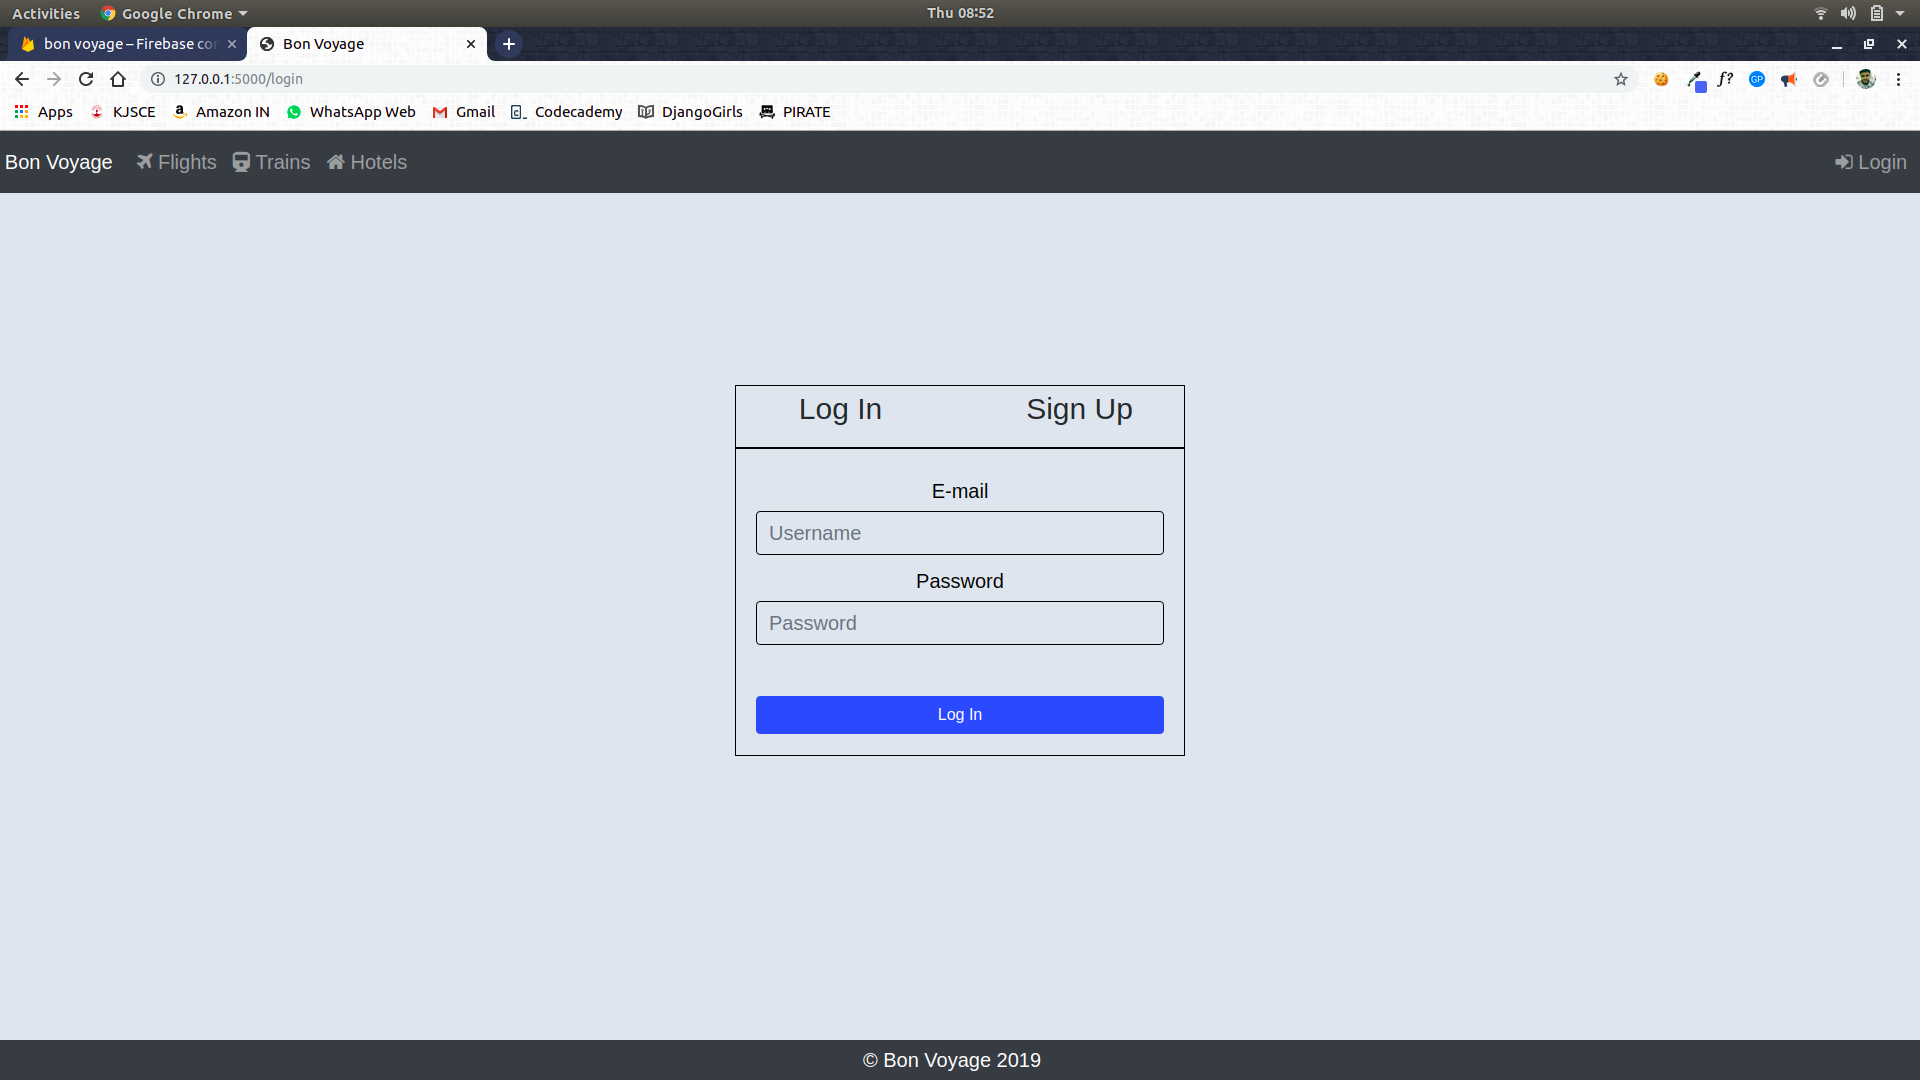 Activities Google Chrome Thu 08:52
bon voyage – Firebase cor Bon Voyage
127.0.0.1:5000/login f? GP
Apps KJSCE Amazon IN WhatsApp Web Gmail Codecademy DjangoGirls PIRATE
Bon Voyage Flights Trains Hotels Login
Log In Sign Up
E-mail
Username
Password
Password
Log In
© Bon Voyage 2019